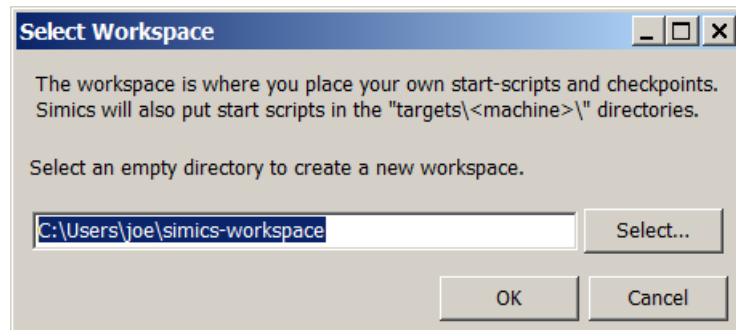 Select Workspace
The workspace is where you place your own start-scripts and checkpoints.
Simics will also put start scripts in the "targets\<machine>\" directories.
Select an empty directory to create a new workspace.
C:\Users\joe\simics-workspace
Select...
OK
Cancel